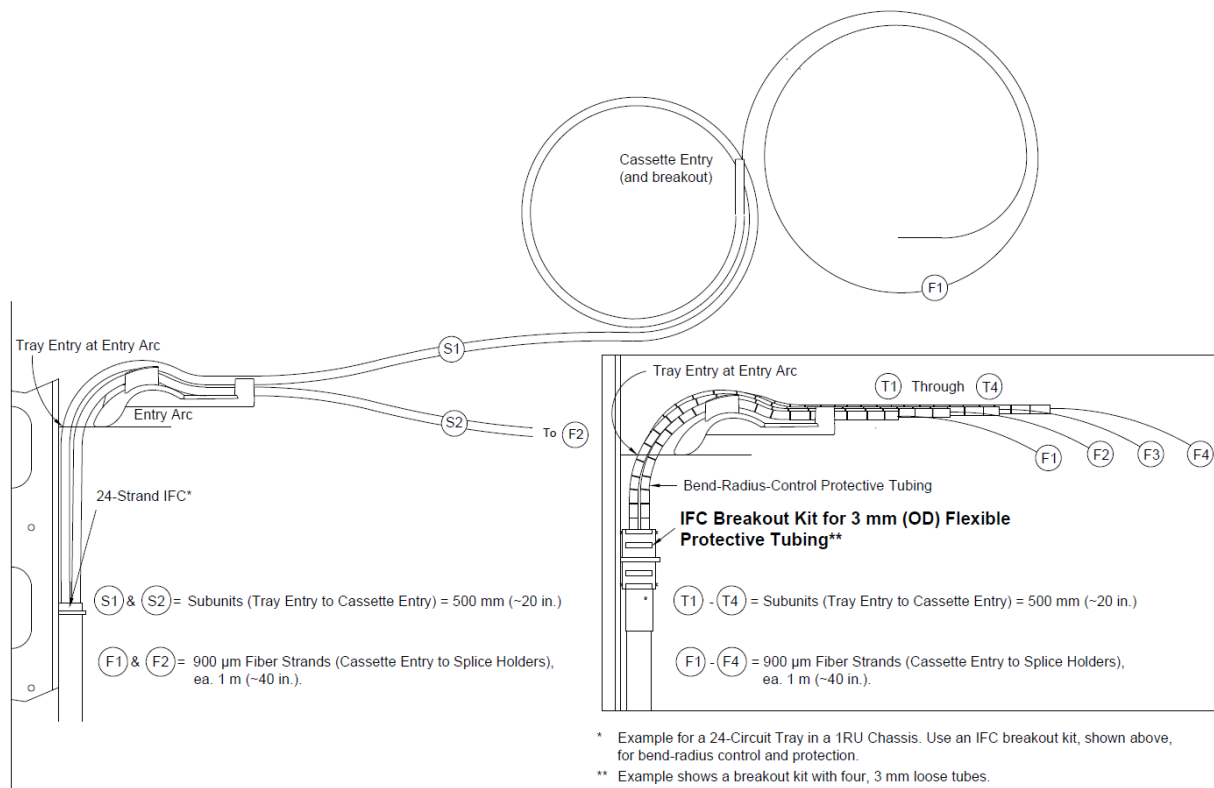 Cassette Entry
(and breakout)
F1
Tray Entry at Entry Arc
S1
Entry Arc
S2
To F2
24-Strand IFC*
S1 & S2 = Subunits (Tray Entry to Cassette Entry) = 500 mm (~20 in.)
F1 & F2 = 900 µm Fiber Strands (Cassette Entry to Splice Holders),
ea. 1 m (~40 in.).
Tray Entry at Entry Arc
T1 Through T4
F1
F2
F3
F4
Bend-Radius-Control Protective Tubing
IFC Breakout Kit for 3 mm (OD) Flexible
Protective Tubing**
T1 - T4 = Subunits (Tray Entry to Cassette Entry) = 500 mm (~20 in.)
F1 - F4 = 900 µm Fiber Strands (Cassette Entry to Splice Holders),
ea. 1 m (~40 in.).
* Example for a 24-Circuit Tray in a 1RU Chassis. Use an IFC breakout kit, shown above,
for bend-radius control and protection.
** Example shows a breakout kit with four, 3 mm loose tubes.